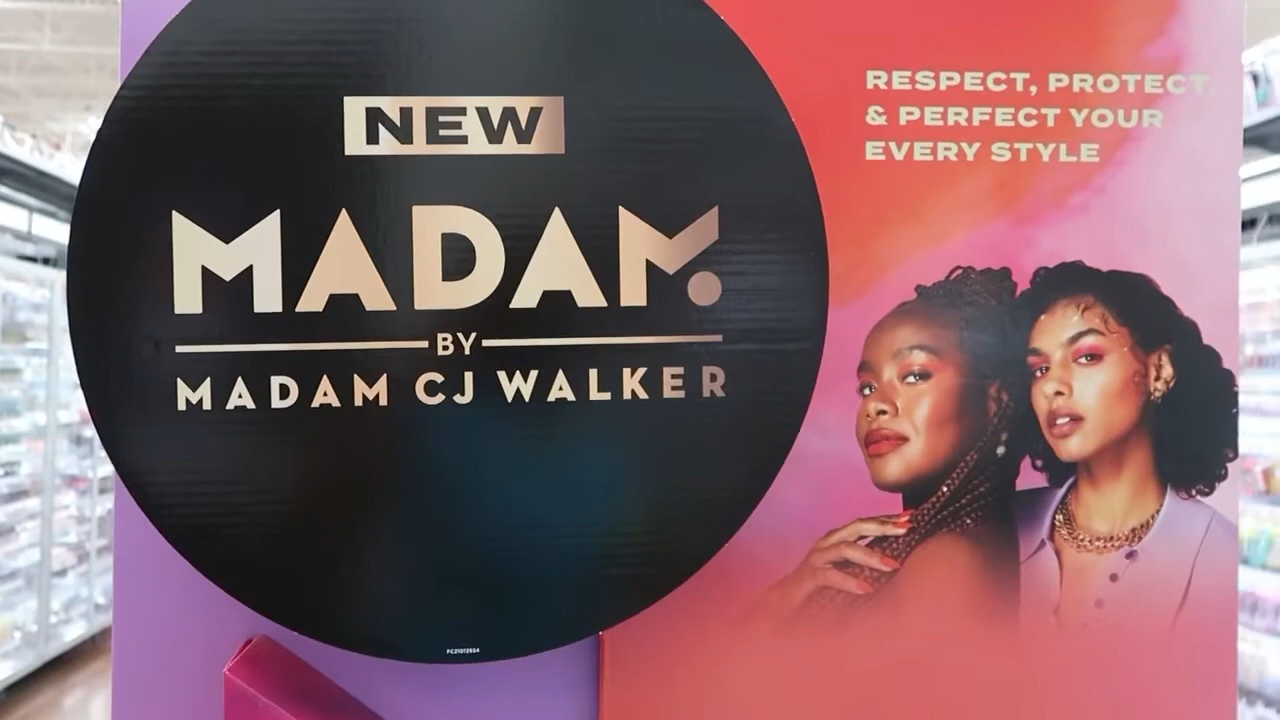 NEW
MADAM.
BY
MADAM CJ WALKER
RESPECT, PROTECT,
& PERFECT YOUR
EVERY STYLE